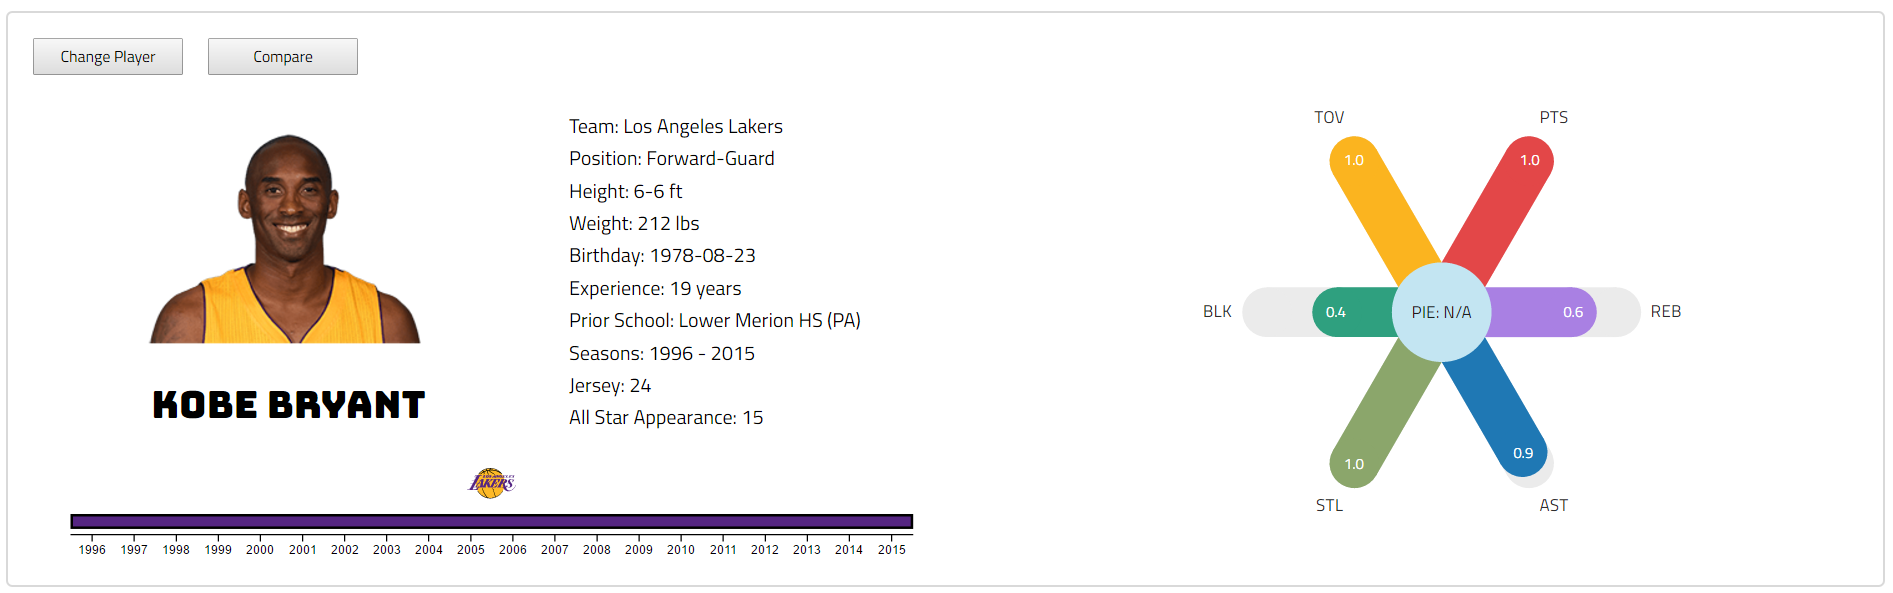 Change Player
Compare
Team: Los Angeles Lakers
Position: Forward-Guard
Height: 6-6 ft
Weight: 212 lbs
Birthday: 1978-08-23
Experience: 19 years
Prior School: Lower Merion HS (PA)
Seasons: 1996 - 2015
Jersey: 24
All Star Appearance: 15
KOBE BRYANT
LOS ANGELES
LAKERS
1996 1997 1998 1999 2000 2001 2002 2003 2004 2005 2006 2007 2008 2009 2010 2011 2012 2013 2014 2015
TOV
PTS
1.0
1.0
BLK
0.4
PIE: N/A
0.6
REB
1.0
0.9
STL
AST